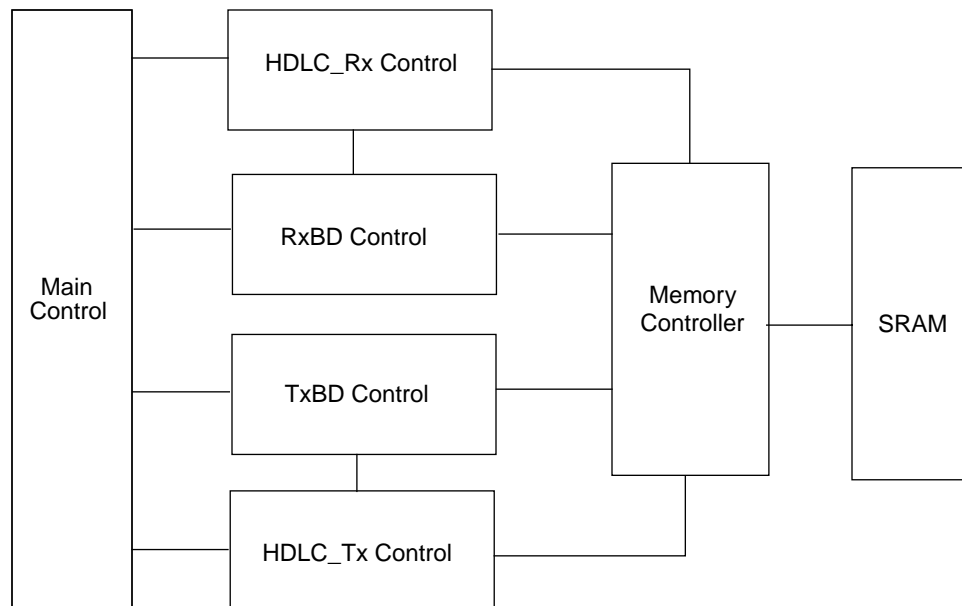 HDLC_Rx Control
RxBD Control
Main
Control
Memory
Controller
SRAM
TxBD Control
HDLC_Tx Control